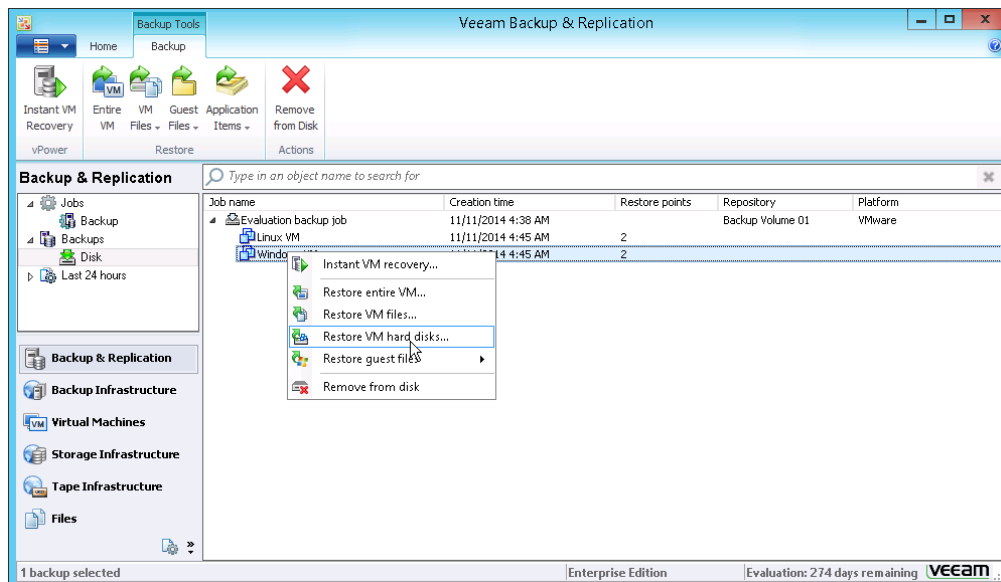 Backup Tools
Veeam Backup & Replication
Home
Backup
Instant VM Recovery
Entire VM
VM Files
Guest Files
Application Items
Remove from Disk
vPower
Restore
Actions
Backup & Replication
Type in an object name to search for
Jobs
Backup
Backups
Disk
Last 24 hours
Job name Creation time Restore points Repository Platform
Evaluation backup job 11/11/2014 4:38 AM Backup Volume 01 VMware
Linux VM 11/11/2014 4:45 AM 2
14 4:45 AM 2
Instant VM recovery...
Restore entire VM...
Restore VM files...
Restore VM hard disks...
Restore guest files
Remove from disk
Backup & Replication
Backup Infrastructure
VM Virtual Machines
Storage Infrastructure
Tape Infrastructure
Files
1 backup selected
Enterprise Edition
Evaluation: 274 days remaining
veeam